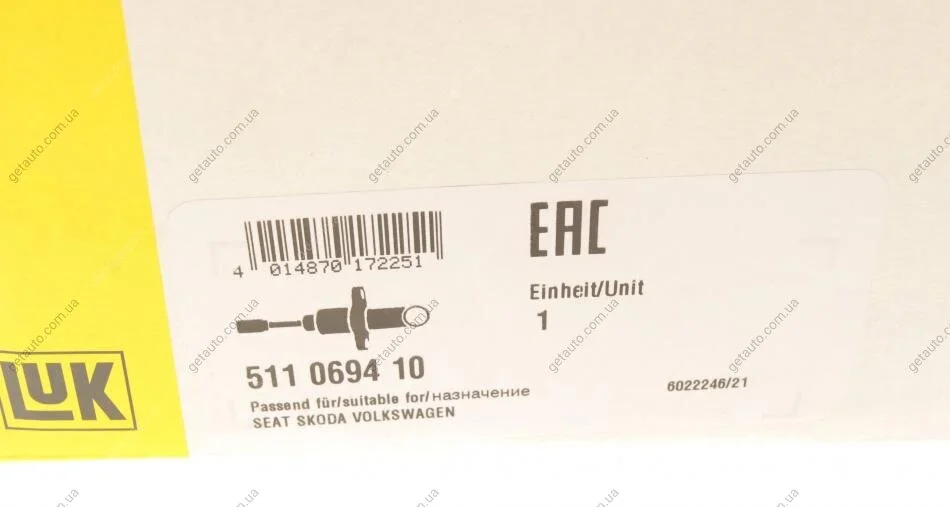 EAC
4 014870 172251
Einheit/Unit
1
511 0694 10
6022246/21
Passend für/suitable for/назначение
SEAT SKODA VOLKSWAGEN
LUK
getauto.com.ua